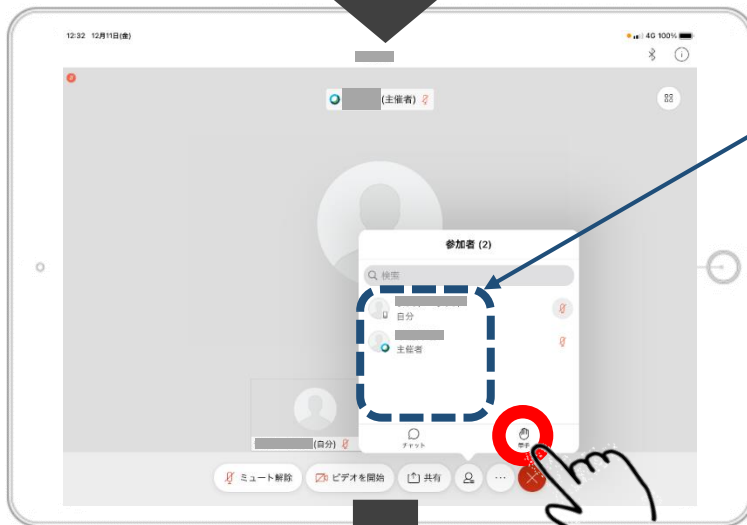 12:32 12月11日(金)
4G 100%
(主催者)
参加者 (2)
検索
自分
主催者
チャット
挙手
(自分)
ミュート解除
ビデオを開始
共有